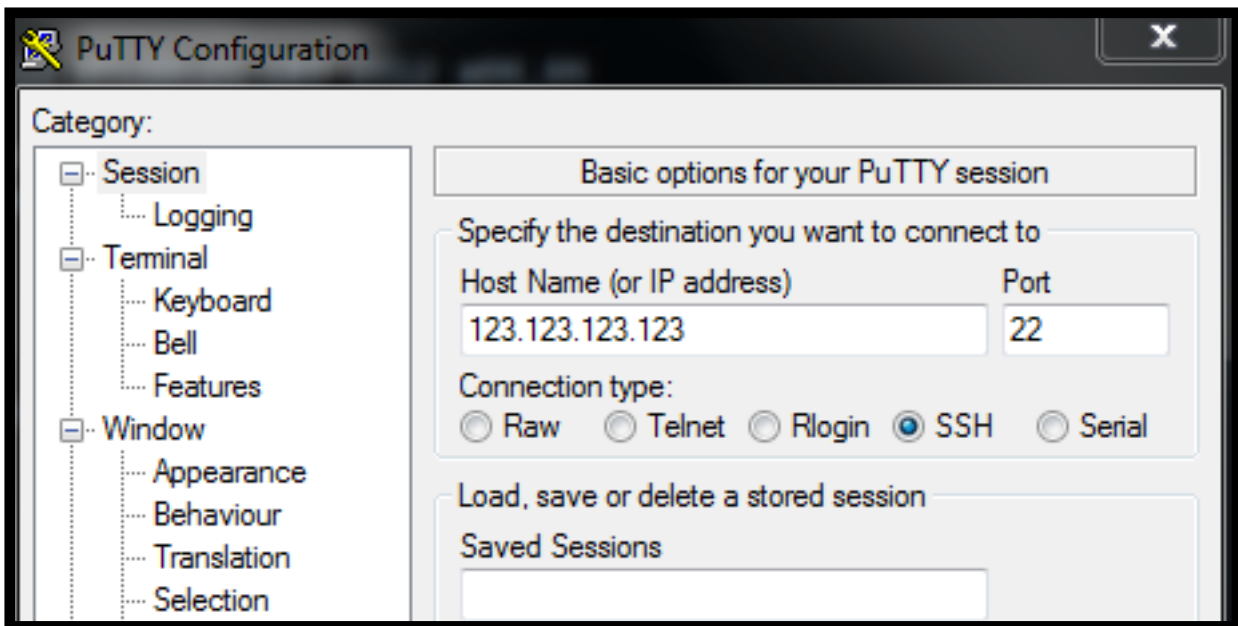 PuTTY Configuration
Category:
Session
Logging
Terminal
Keyboard
Bell
Features
Window
Appearance
Behaviour
Translation
Selection
Basic options for your PuTTY session
Specify the destination you want to connect to
Host Name (or IP address) Port
123.123.123.123 22
Connection type:
Raw Telnet Rlogin SSH Serial
Load, save or delete a stored session
Saved Sessions